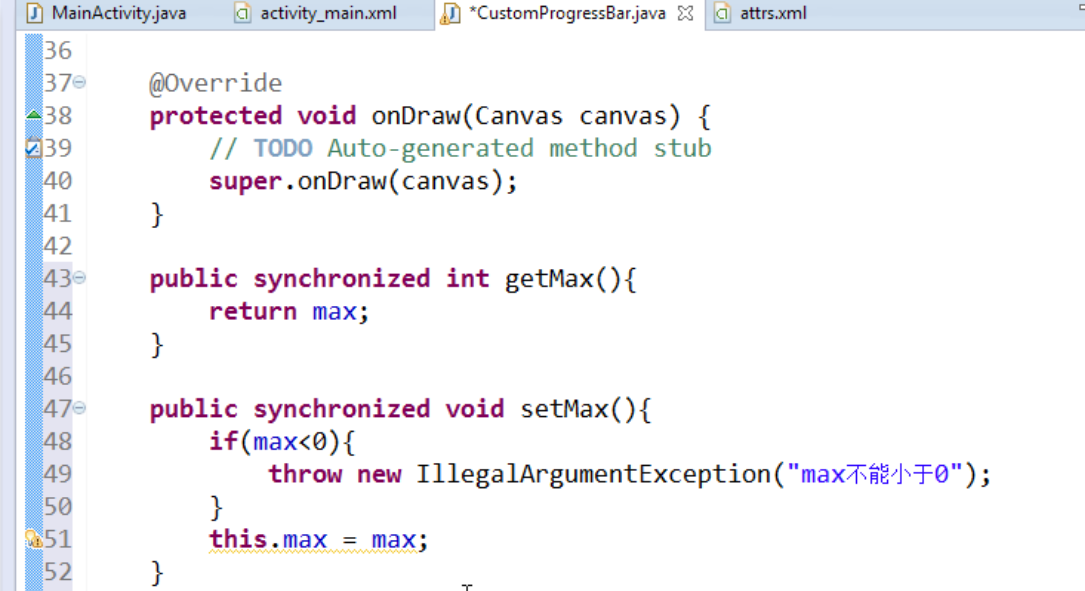 MainActivity.java activity_main.xml *CustomProgressBar.java attrs.xml
36
37 @Override
38 protected void onDraw(Canvas canvas) {
39 // TODO Auto-generated method stub
40 super.onDraw(canvas);
41 }
42
43 public synchronized int getMax(){
44 return max;
45 }
46
47 public synchronized void setMax(){
48 if(max<0){
49 throw new IllegalArgumentException("max不能小于0");
50 }
51 this.max = max;
52 }